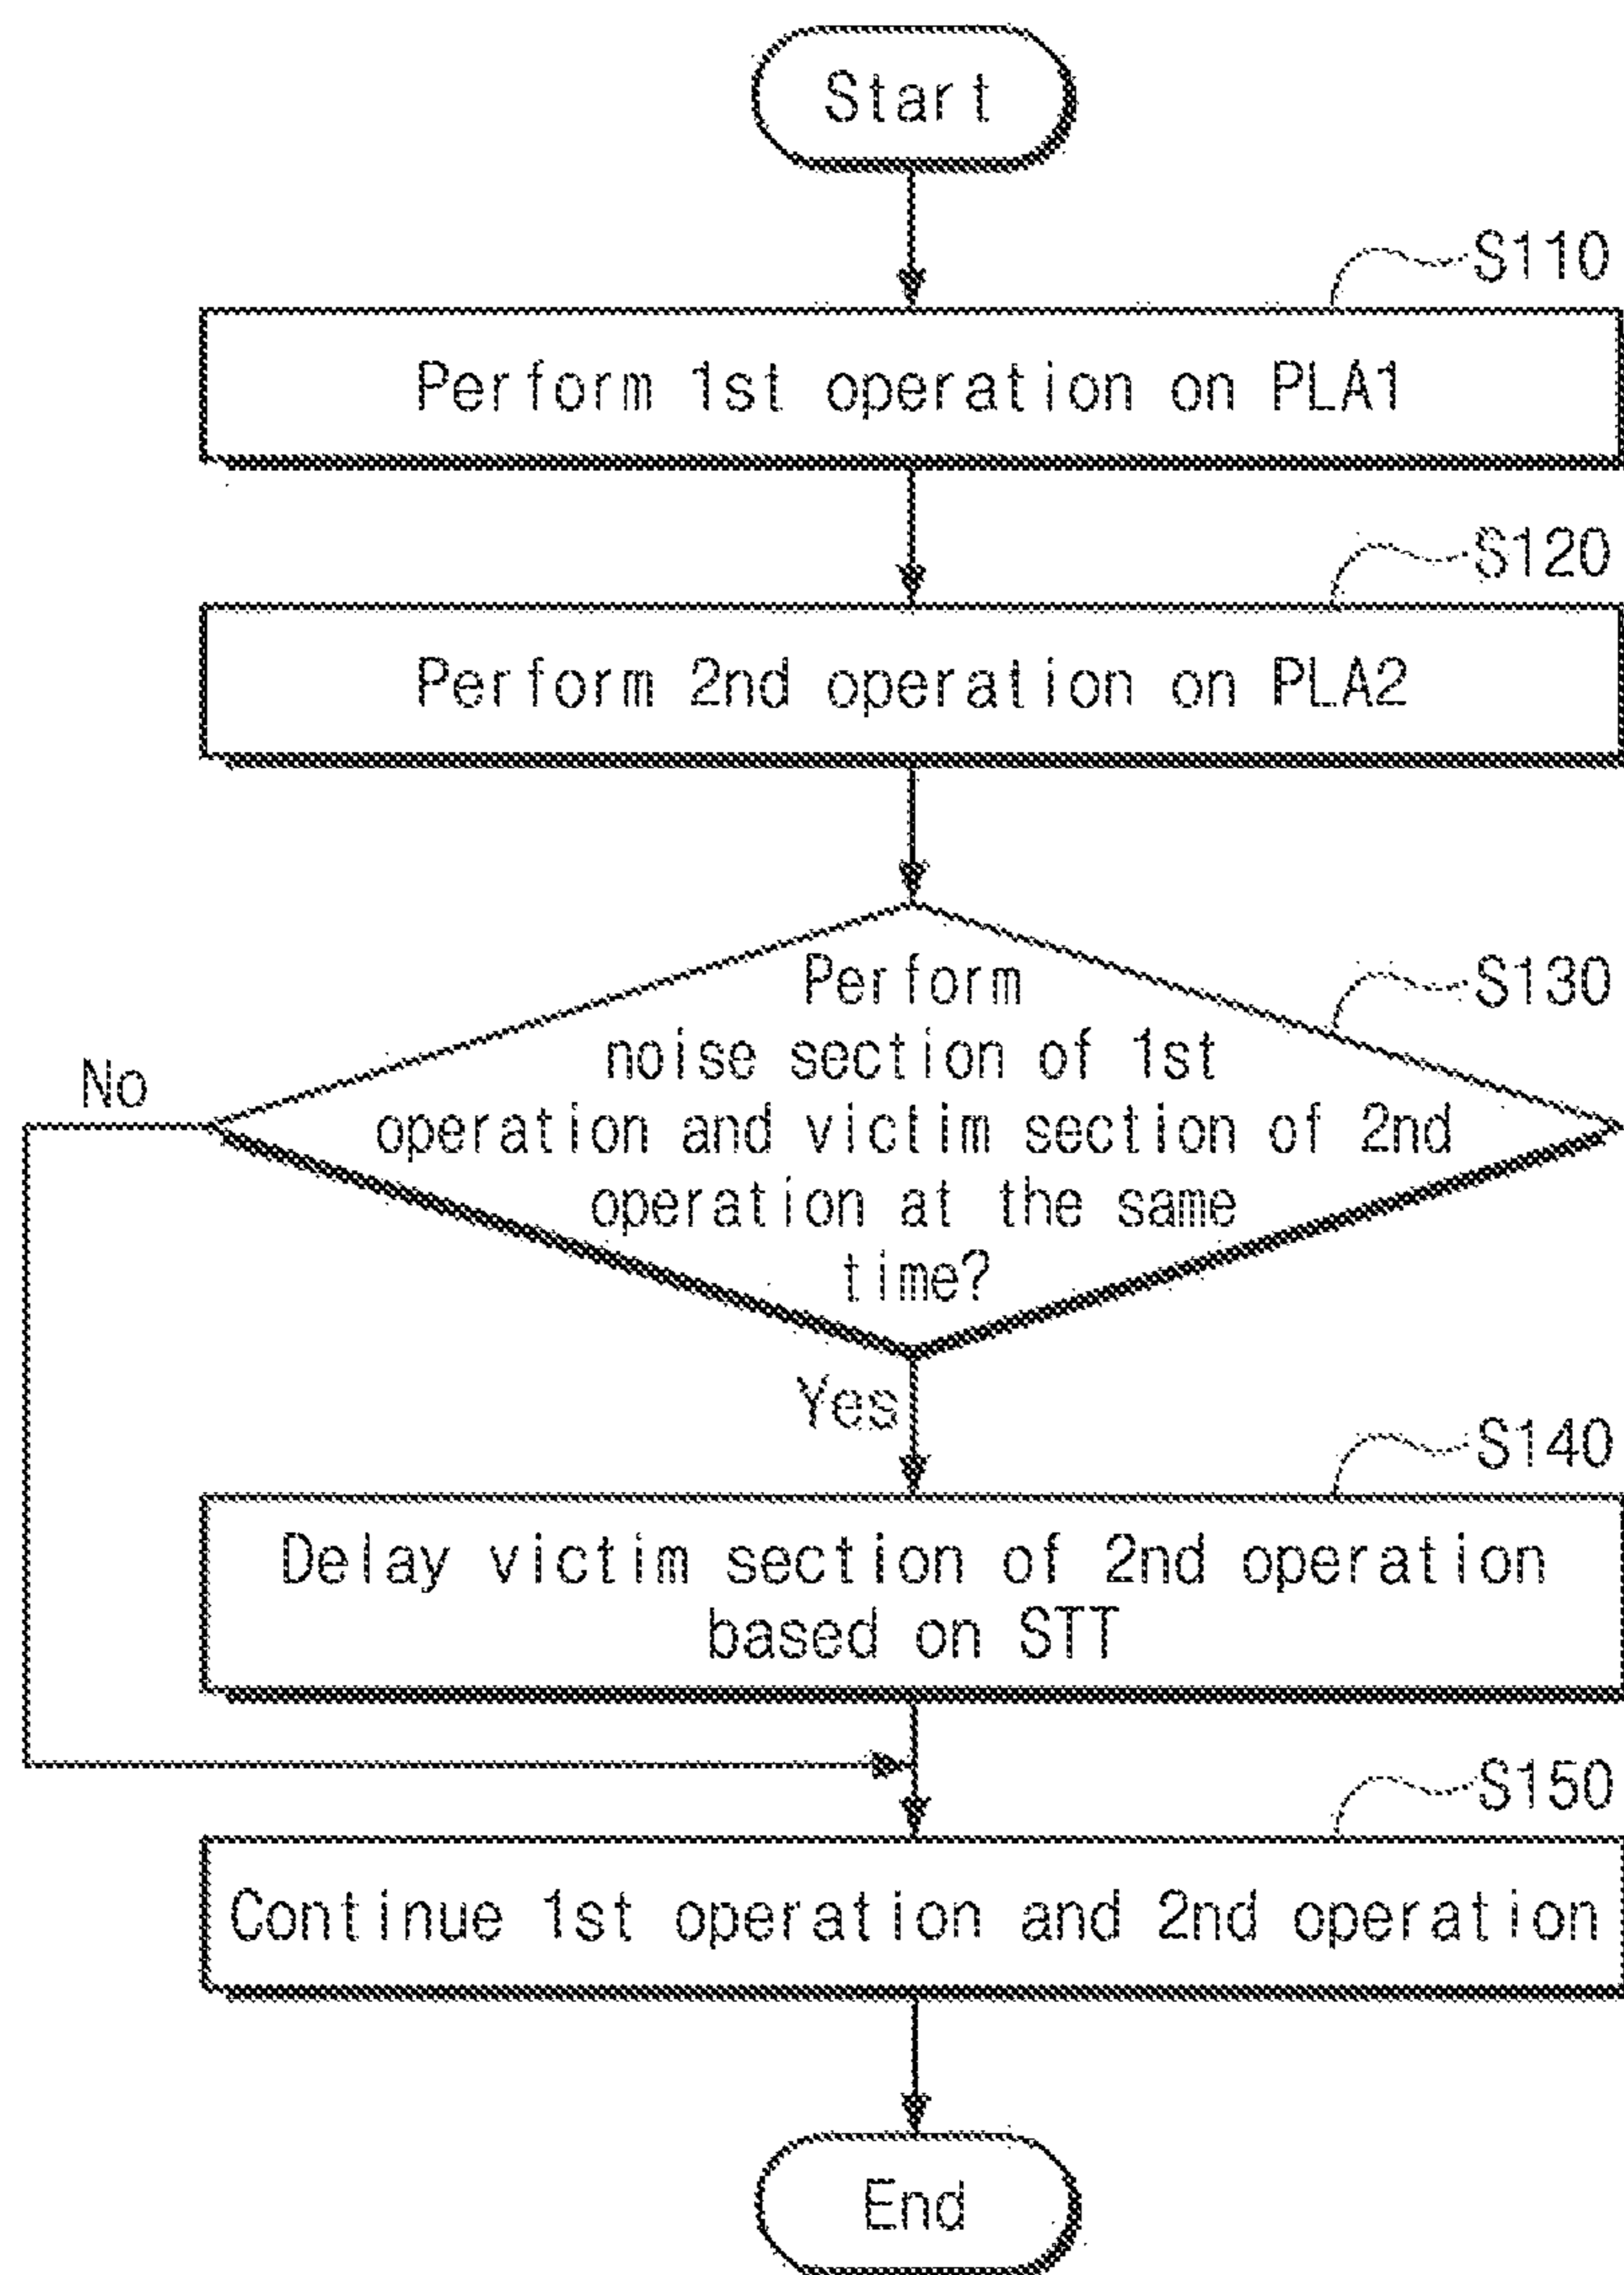 Start
S110
Perform 1st operation on PLA1
S120
Perform 2nd operation on PLA2
S130
Perform
noise section of 1st
operation and victim section of 2nd
operation at the same
time?
No
Yes
S140
Delay victim section of 2nd operation
based on STT
S150
Continue 1st operation and 2nd operation
End